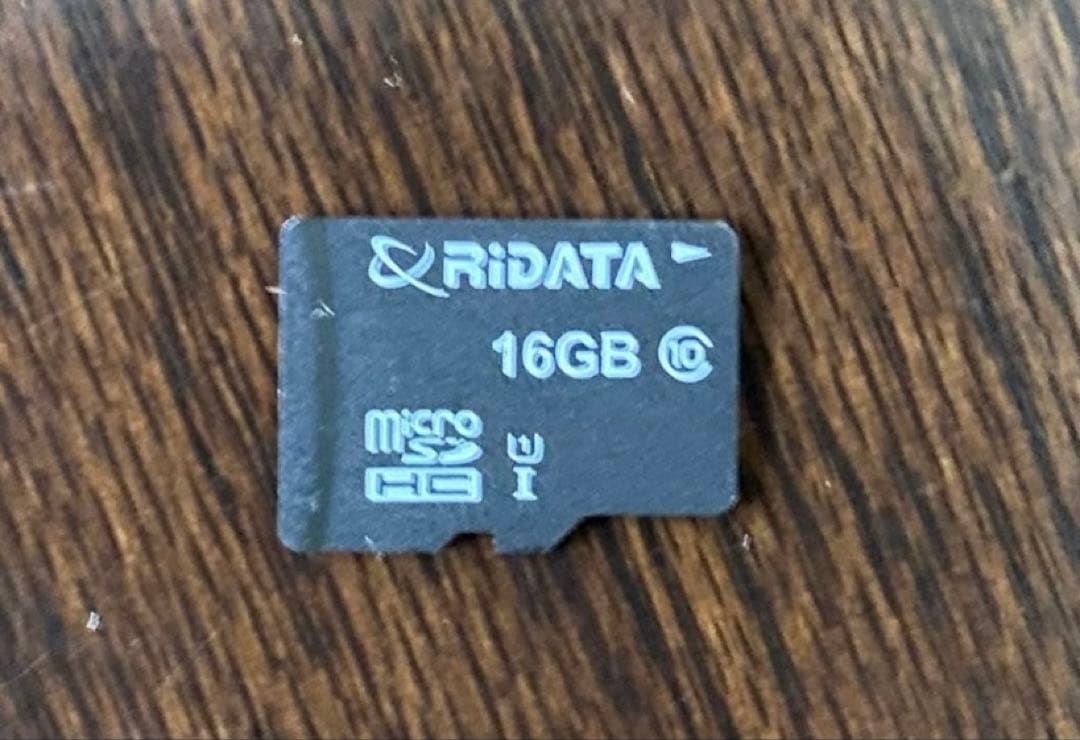 RiDATA
16GB 10
micro
SD 1
HC I